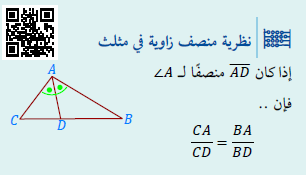 نظرية منصف زاوية في مثلث
إذا كان AD منصفًا لـ ∠A
فإن ..
CA/CD = BA/BD
A
C
D
B